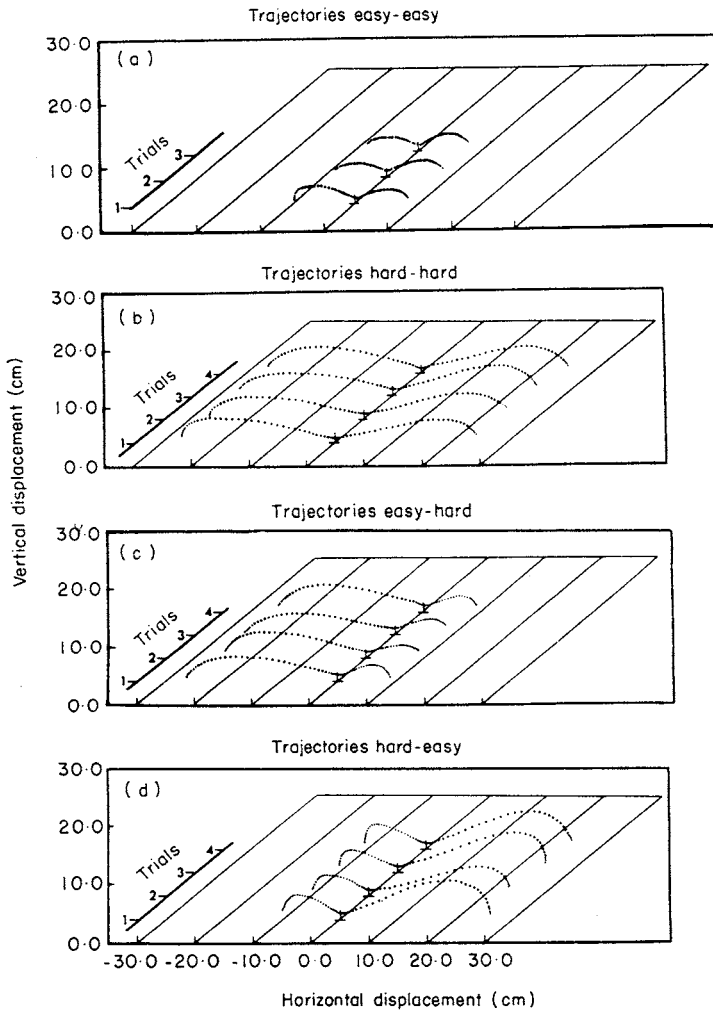 Trajectories easy-easy
30·0
(a)
20·0
Trials
3
2
10·0
1
0·0
Trajectories hard-hard
30·0
(b)
20·0
Trials
4
3
10·0
2
1
0·0
Vertical displacement (cm)
Trajectories easy-hard
30·0
(c)
20·0
Trials
4
3
10·0
2
1
0·0
Trajectories hard-easy
30·0
(d)
20·0
Trials
4
3
10·0
2
1
0·0
-30·0 -20·0 -10·0 0·0 10·0 20·0 30·0
Horizontal displacement (cm)